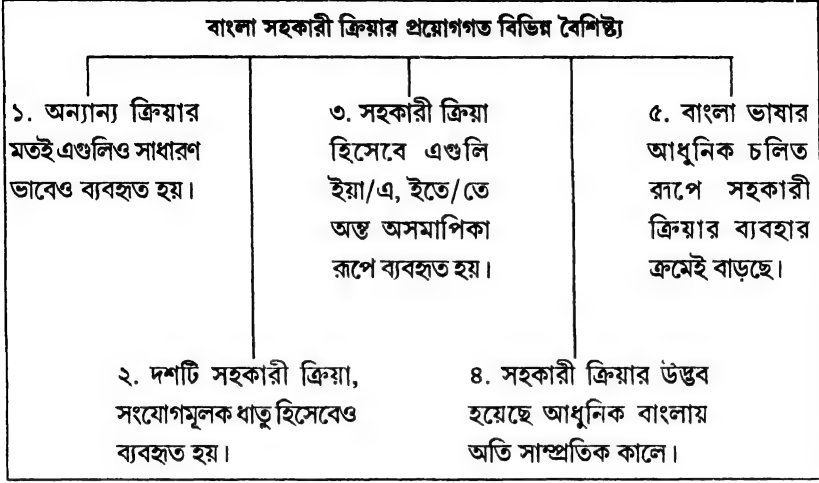 বাংলা সহকারী ক্রিয়ার প্রয়োগগত বিভিন্ন বৈশিষ্ট্য
১. অন্যান্য ক্রিয়ার
মতই এগুলিও সাধারণ
ভাবেও ব্যবহৃত হয়।
৩. সহকারী ক্রিয়া
হিসেবে এগুলি
ইয়া/এ, ইতে/তে
অন্ত অসমাপিকা
রূপে ব্যবহৃত হয়।
৫. বাংলা ভাষার
আধুনিক চলিত
রূপে সহকারী
ক্রিয়ার ব্যবহার
ক্রমেই বাড়ছে।
২. দশটি সহকারী ক্রিয়া,
সংযোগমূলক ধাতু হিসেবেও
ব্যবহৃত হয়।
৪. সহকারী ক্রিয়ার উদ্ভব
হয়েছে আধুনিক বাংলায়
অতি সাম্প্রতিক কালে।